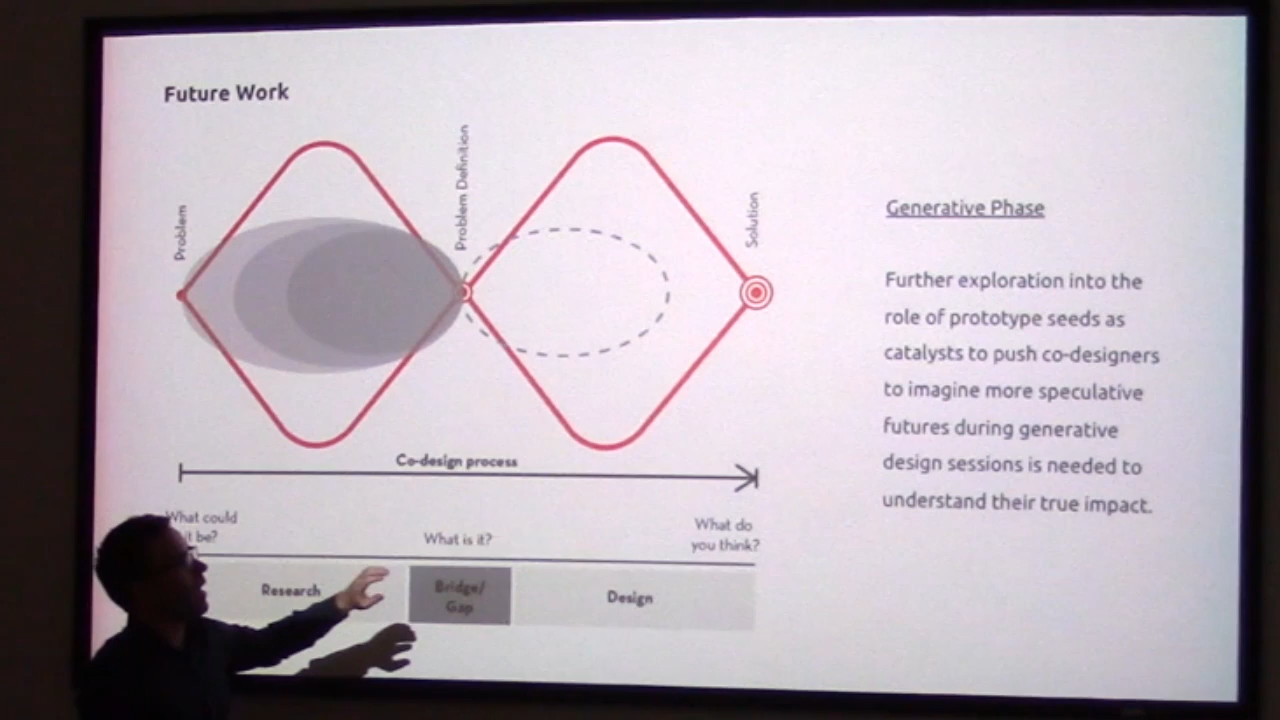 Future Work
Problem
Problem Definition
Solution
Generative Phase
Further exploration into the
role of prototype seeds as
catalysts to push co-designers
to imagine more speculative
futures during generative
design sessions is needed to
understand their true impact.
Co-design process
What could
it be?
What is it?
What do
you think?
Research
Bridge/
Gap
Design